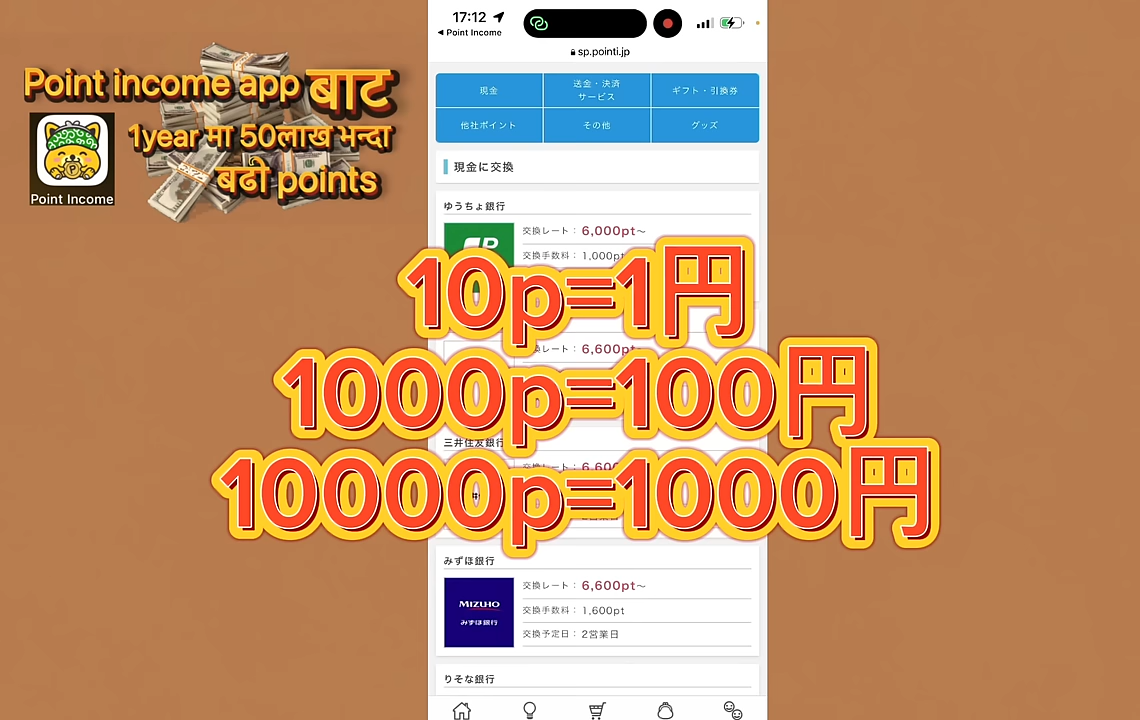 17:12
◀ Point Income
sp.pointi.jp
Point income app बाट
1year मा 50लाख भन्दा
बढी points
Point Income
現金
送金・決済
サービス
ギフト・引換券
他社ポイント
その他
グッズ
現金に交換
ゆうちょ銀行
交換レート： 6,000pt〜
交換手数料： 1,000pt
10p=1円
6,600pt
1000p=100円
三井住友銀行
10000p=1000円
みずほ銀行
MIZUHO
みずほ銀行
交換レート： 6,600pt〜
交換手数料： 1,600pt
交換予定日： 2営業日
りそな銀行